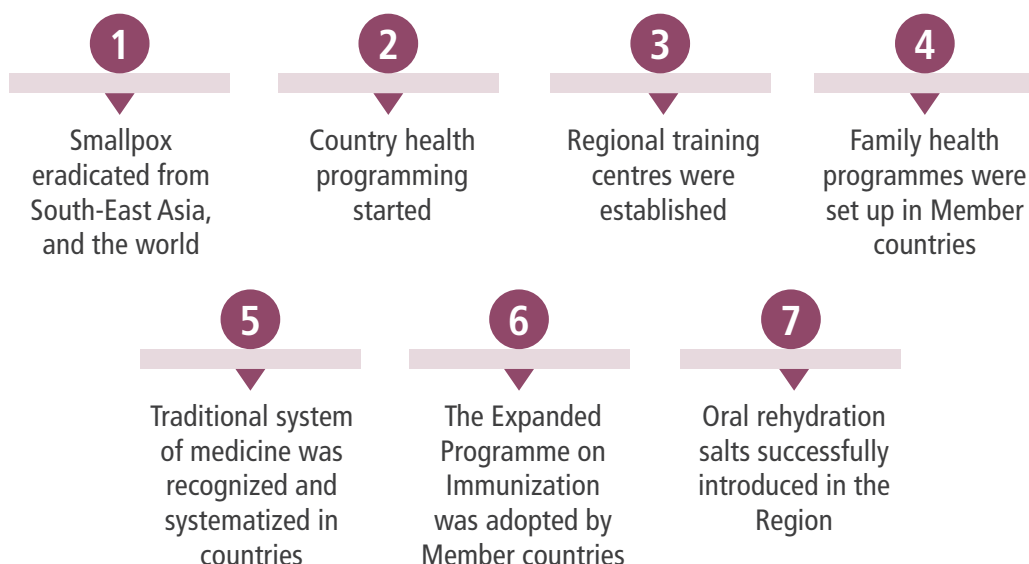 1
Smallpox
eradicated from
South-East Asia,
and the world
2
Country health
programming
started
3
Regional training
centres were
established
4
Family health
programmes were
set up in Member
countries
5
Traditional system
of medicine was
recognized and
systematized in
countries
6
The Expanded
Programme on
Immunization
was adopted by
Member countries
7
Oral rehydration
salts successfully
introduced in the
Region